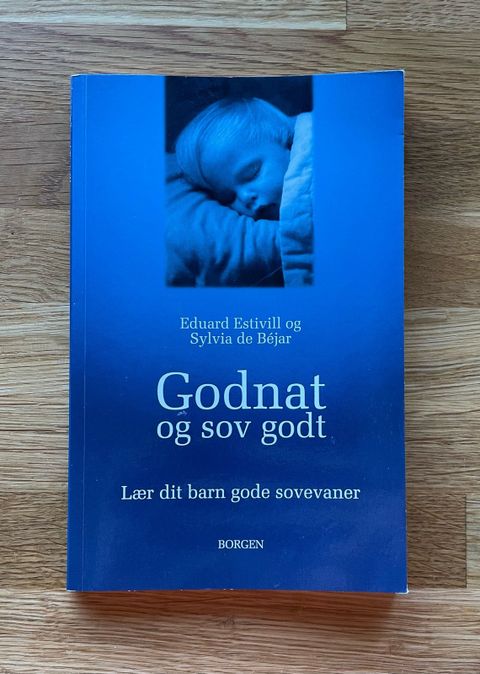 Eduard Estivill og
Sylvia de Béjar
Godnat
og sov godt
Lær dit barn gode sovevaner
BORGEN